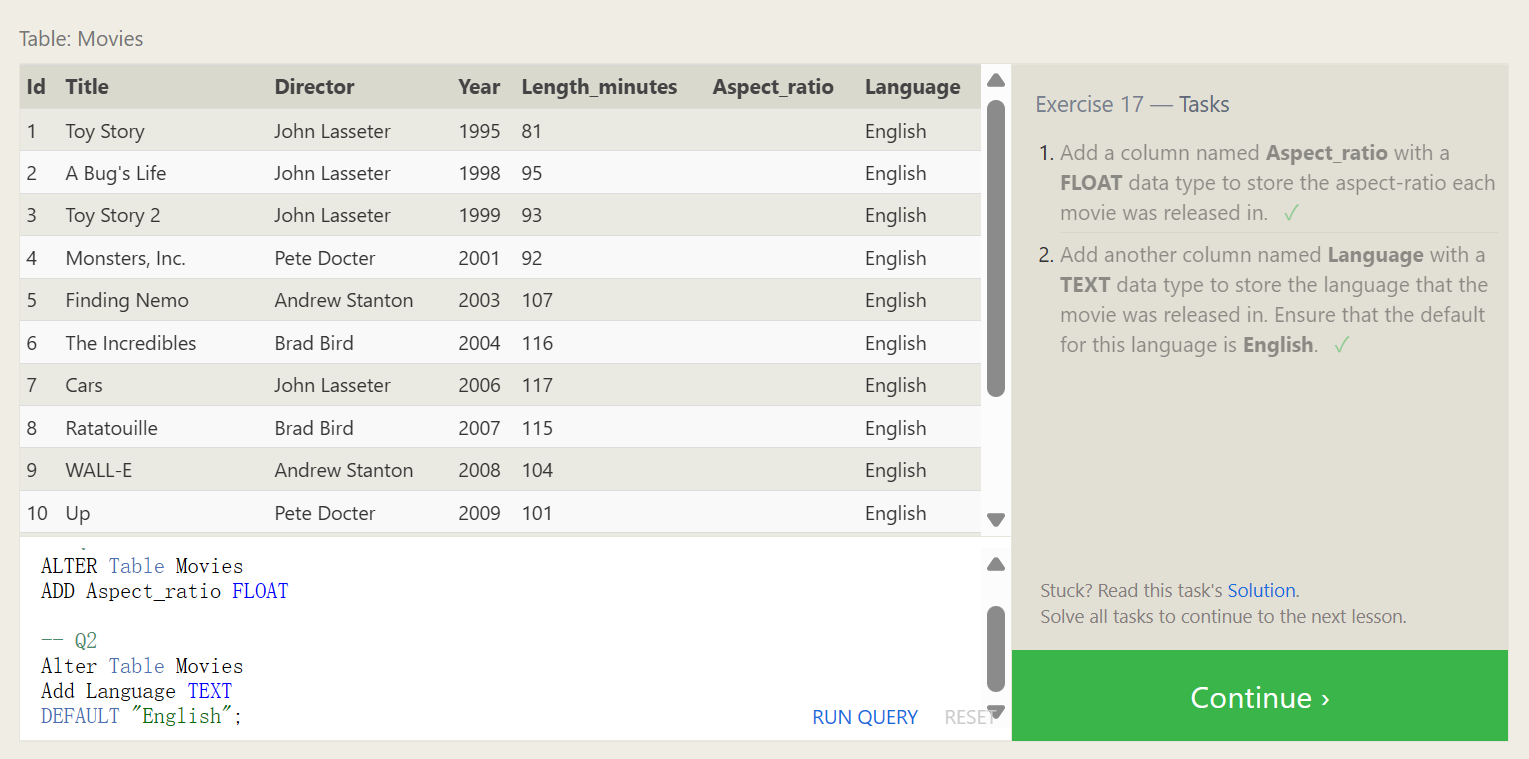 Table: Movies
Id Title Director Year Length_minutes Aspect_ratio Language
1 Toy Story John Lasseter 1995 81 English
2 A Bug's Life John Lasseter 1998 95 English
3 Toy Story 2 John Lasseter 1999 93 English
4 Monsters, Inc. Pete Docter 2001 92 English
5 Finding Nemo Andrew Stanton 2003 107 English
6 The Incredibles Brad Bird 2004 116 English
7 Cars John Lasseter 2006 117 English
8 Ratatouille Brad Bird 2007 115 English
9 WALL-E Andrew Stanton 2008 104 English
10 Up Pete Docter 2009 101 English
ALTER Table Movies
ADD Aspect_ratio FLOAT
-- Q2
Alter Table Movies
Add Language TEXT
DEFAULT "English";
RUN QUERY RESET
Exercise 17 — Tasks
1. Add a column named Aspect_ratio with a
FLOAT data type to store the aspect-ratio each
movie was released in. ✓
2. Add another column named Language with a
TEXT data type to store the language that the
movie was released in. Ensure that the default
for this language is English. ✓
Stuck? Read this task's Solution.
Solve all tasks to continue to the next lesson.
Continue ›